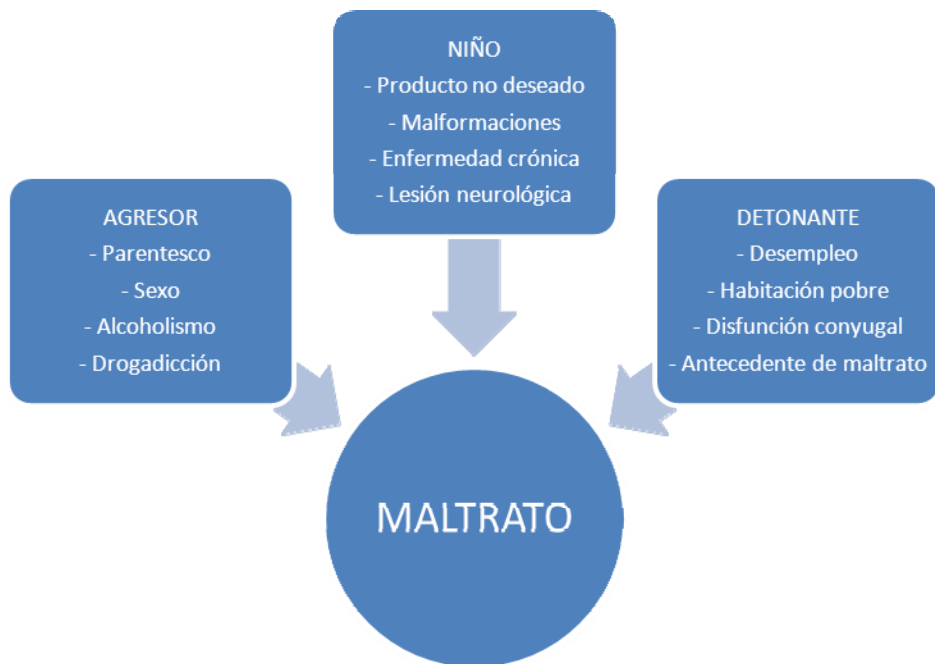 NIÑO
- Producto no deseado
- Malformaciones
- Enfermedad crónica
- Lesión neurológica
AGRESOR
- Parentesco
- Sexo
- Alcoholismo
- Drogadicción
DETONANTE
- Desempleo
- Habitación pobre
- Disfunción conyugal
- Antecedente de maltrato
MALTRATO